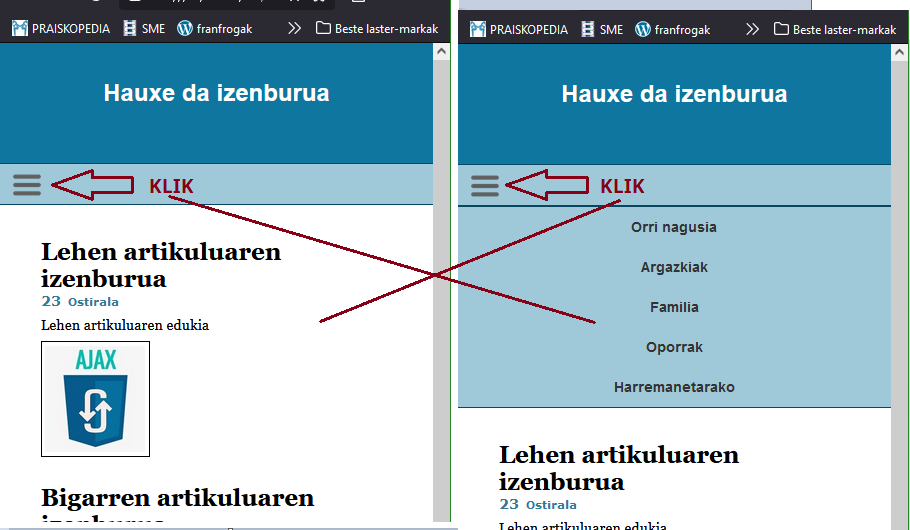 PRAISKOPEDIA SME franfrogak Beste laster-markak
Hauxe da izenburua
KLIK
Lehen artikuluaren
izenburua
23 Ostirala
Lehen artikuluaren edukia
AJAX
Bigarren artikuluaren
izenburua
PRAISKOPEDIA SME franfrogak Beste laster-markak
Hauxe da izenburua
KLIK
Orri nagusia
Argazkiak
Familia
Oporrak
Harremanetarako
Lehen artikuluaren
izenburua
23 Ostirala
Lehen artikuluaren edukia